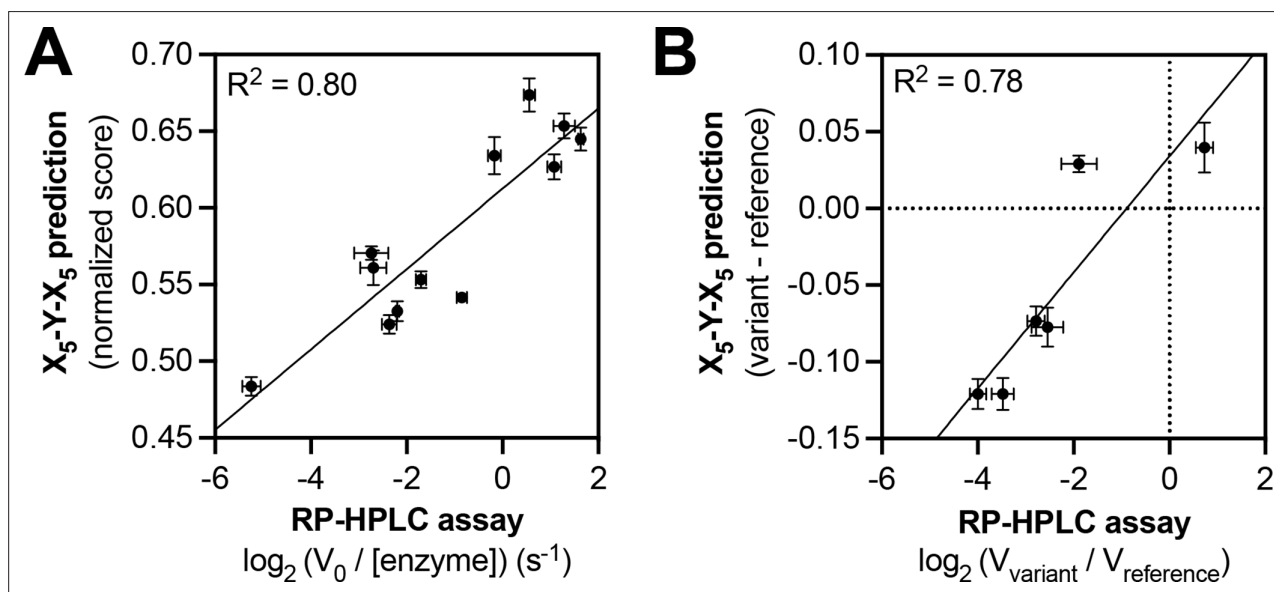 A
R² = 0.80
X₅-Y-X₅ prediction
(normalized score)
0.70
0.65
0.60
0.55
0.50
0.45
-6 -4 -2 0 2
RP-HPLC assay
log₂ (V₀ / [enzyme]) (s⁻¹)
B
R² = 0.78
X₅-Y-X₅ prediction
(variant - reference)
0.10
0.05
0.00
-0.05
-0.10
-0.15
-6 -4 -2 0 2
RP-HPLC assay
log₂ (Vvariant / Vreference)